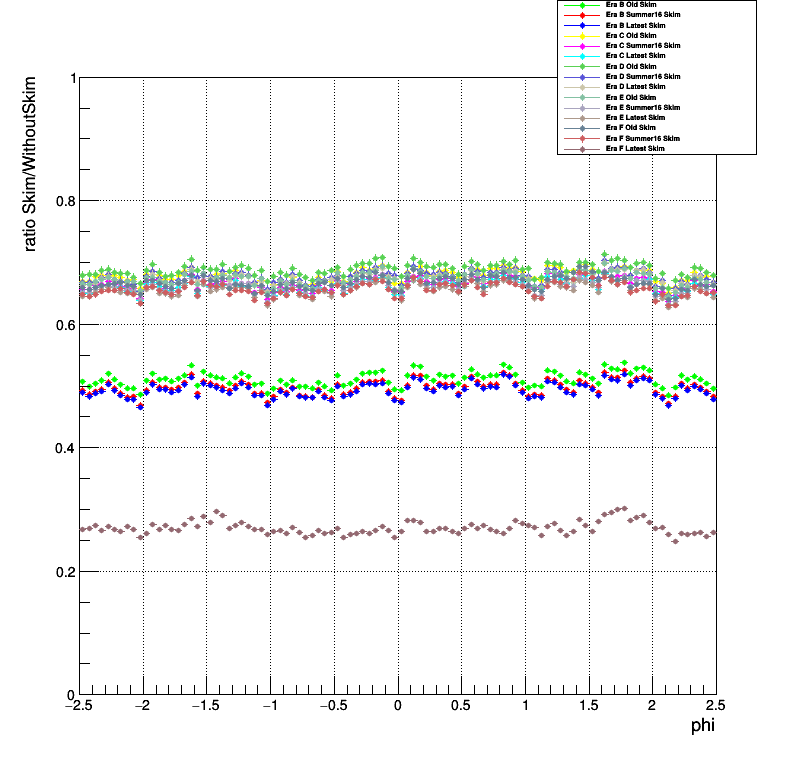 Era B Old Skim
Era B Summer16 Skim
Era B Latest Skim
Era C Old Skim
Era C Summer16 Skim
Era C Latest Skim
Era D Old Skim
Era D Summer16 Skim
Era D Latest Skim
Era E Old Skim
Era E Summer16 Skim
Era E Latest Skim
Era F Old Skim
Era F Summer16 Skim
Era F Latest Skim
ratio Skim/WithoutSkim
1
0.8
0.6
0.4
0.2
0
−2.5 −2 −1.5 −1 −0.5 0 0.5 1 1.5 2 2.5
phi